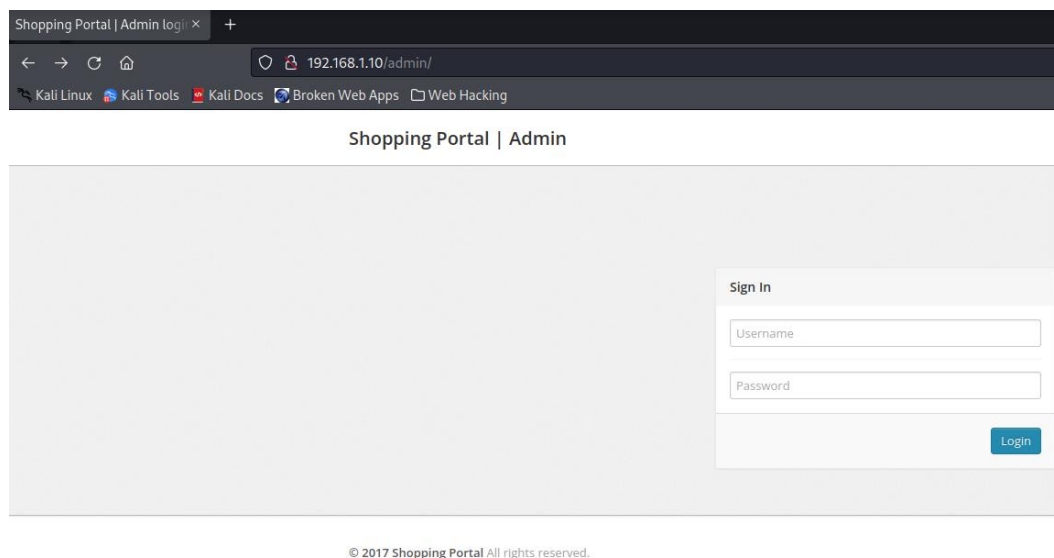 Shopping Portal | Admin logi
192.168.1.10/admin/
Kali Linux Kali Tools Kali Docs Broken Web Apps Web Hacking
Shopping Portal | Admin
Sign In
Username
Password
Login
© 2017 Shopping Portal All rights reserved.